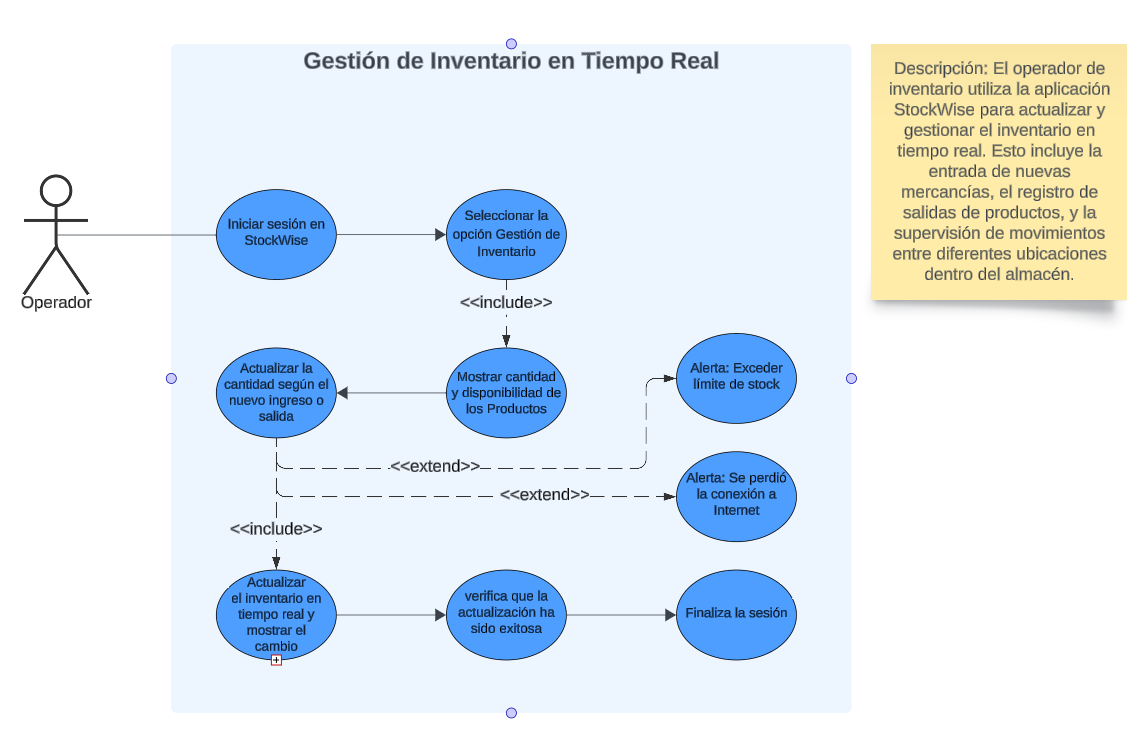 Gestión de Inventario en Tiempo Real
Descripción: El operador de
inventario utiliza la aplicación
StockWise para actualizar y
gestionar el inventario en
tiempo real. Esto incluye la
entrada de nuevas
mercancías, el registro de
salidas de productos, y la
supervisión de movimientos
entre diferentes ubicaciones
dentro del almacén.
Operador
Iniciar sesión en
StockWise
Seleccionar la
opción Gestión de
Inventario
<<include>>
Mostrar cantidad
y disponibilidad de
los Productos
Actualizar la
cantidad según el
nuevo ingreso o
salida
Alerta: Exceder
límite de stock
<<extend>>
Alerta: Se perdió
la conexión a
Internet
<<extend>>
<<include>>
Actualizar
el inventario en
tiempo real y
mostrar el
cambio
verifica que la
actualización ha
sido exitosa
Finaliza la sesión